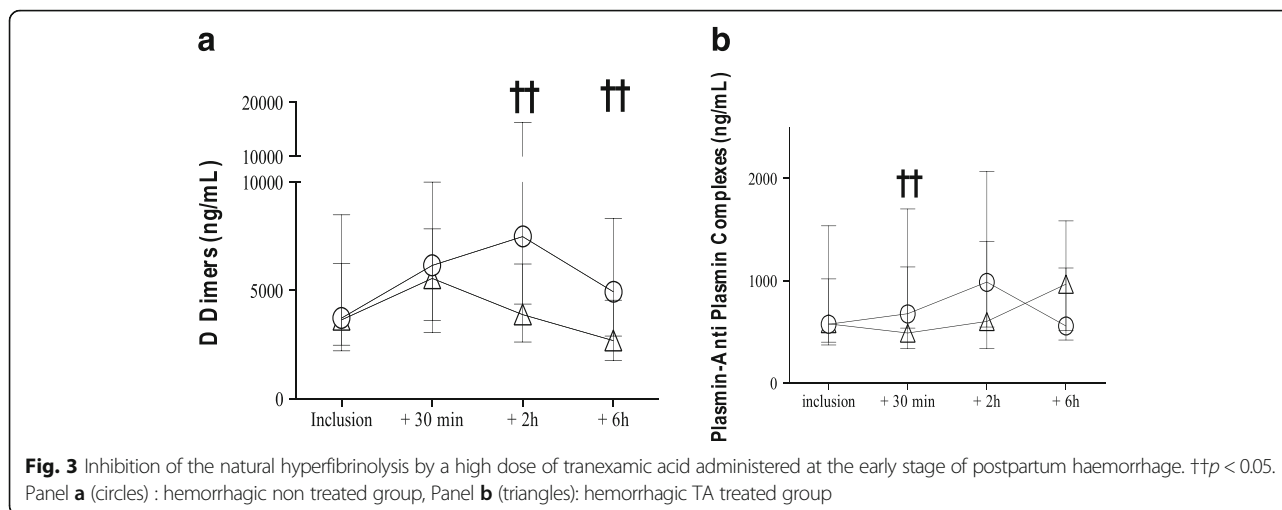 a
b
††
††
20000
10000
10000
5000
0
D Dimers (ng/mL)
Inclusion
+ 30 min
+ 2h
+ 6h
††
2000
1000
0
Plasmin-Anti Plasmin Complexes (ng/mL)
inclusion
+ 30 min
+ 2h
+ 6h
Fig. 3 Inhibition of the natural hyperfibrinolysis by a high dose of tranexamic acid administered at the early stage of postpartum haemorrhage. ††p < 0.05.
Panel a (circles) : hemorrhagic non treated group, Panel b (triangles): hemorrhagic TA treated group